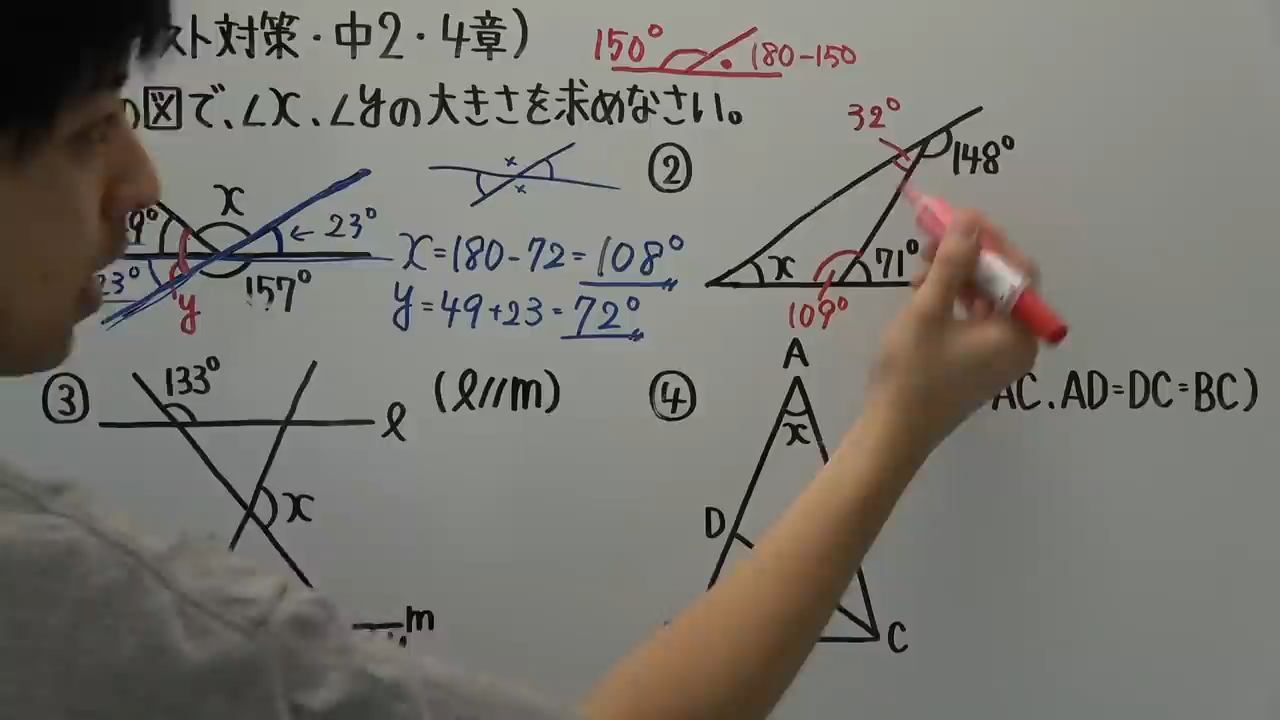 スト対策・中2・4章)
150° 180-150
の図で、∠x、∠yの大きさを求めなさい。
x
23°
x
x
157°
y
x=180-72=108°
y=49+23=72°
②
32°
148°
x
71°
109°
③
133°
l
(l//m)
x
m
④
A
x
D
C
AC. AD=DC=BC)